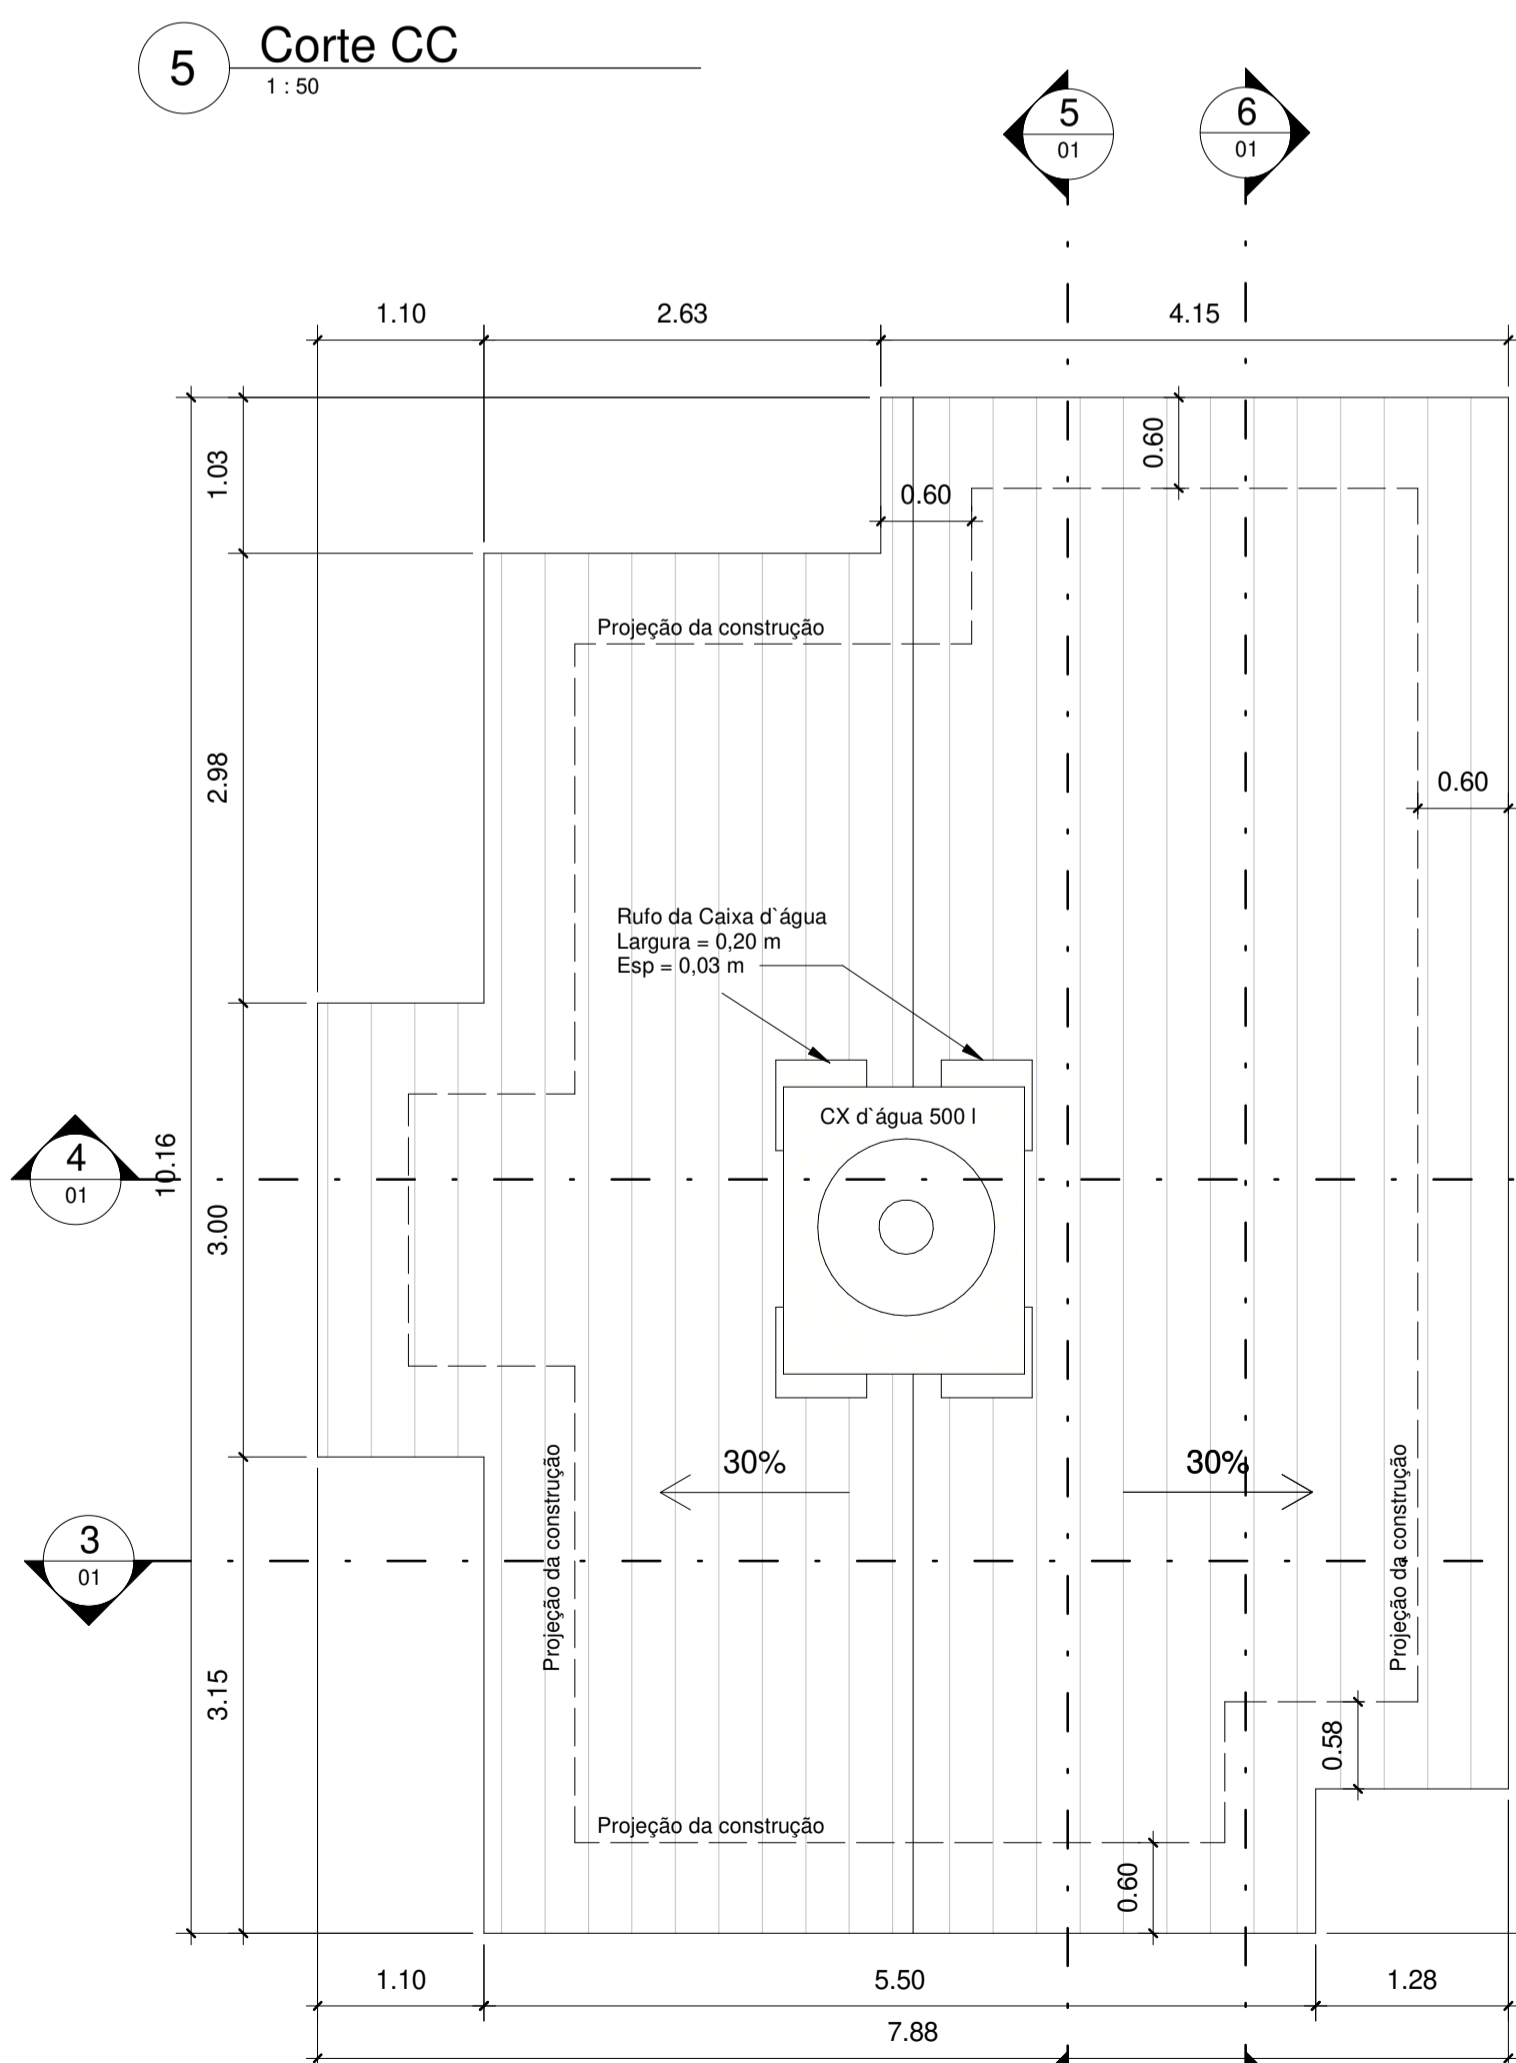 5
Corte CC
1 : 50
5
01
6
01
1.10
2.63
4.15
1.03
0.60
0.60
Projeção da construção
2.98
0.60
Rufo da Caixa d`água
Largura = 0,20 m
Esp = 0,03 m
CX d`água 500 l
4
01
10.16
3.00
30%
30%
Projeção da construção
Projeção da construção
3
01
3.15
0.58
Projeção da construção
0.60
1.10
5.50
1.28
7.88